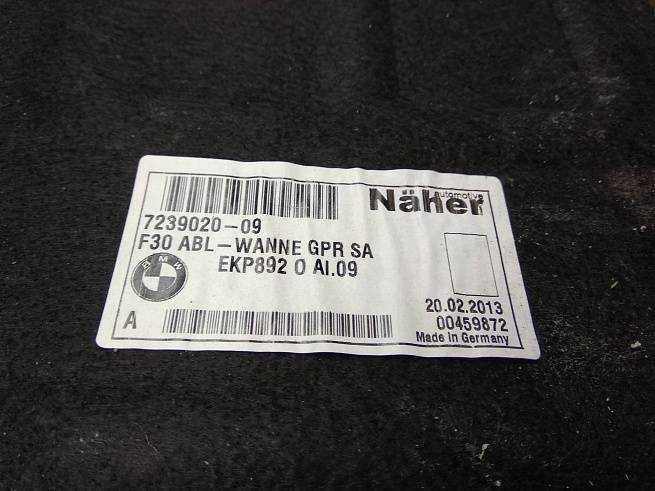 automotive
Näher
7239020-09
F30 ABL-WANNE GPR SA
EKP892 O AI.09
BMW
20.02.2013
00459872
A
Made in Germany